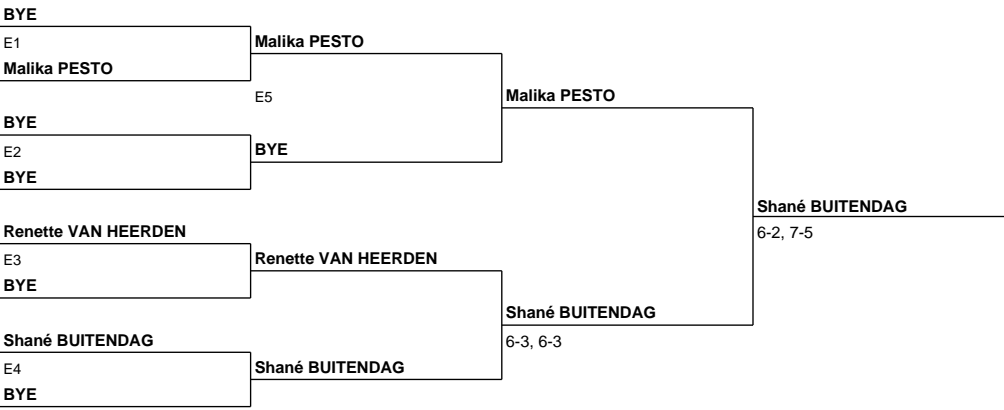 BYE
E1
Malika PESTO
Malika PESTO
E5
BYE
E2
BYE
BYE
Malika PESTO
Renette VAN HEERDEN
E3
BYE
Renette VAN HEERDEN
Shané BUITENDAG
E4
BYE
Shané BUITENDAG
Shané BUITENDAG
6-3, 6-3
Shané BUITENDAG
6-2, 7-5